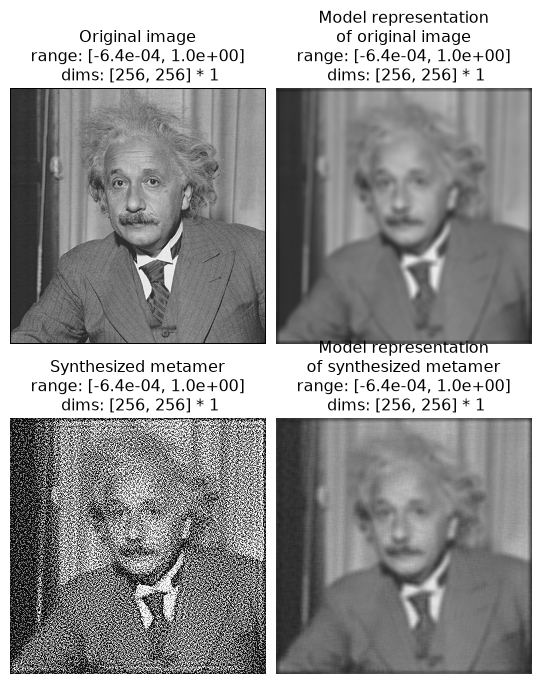 Original image
range: [-6.4e-04, 1.0e+00]
dims: [256, 256] * 1
Model representation
of original image
range: [-6.4e-04, 1.0e+00]
dims: [256, 256] * 1
Synthesized metamer
range: [-6.4e-04, 1.0e+00]
dims: [256, 256] * 1
Model representation
of synthesized metamer
range: [-6.4e-04, 1.0e+00]
dims: [256, 256] * 1